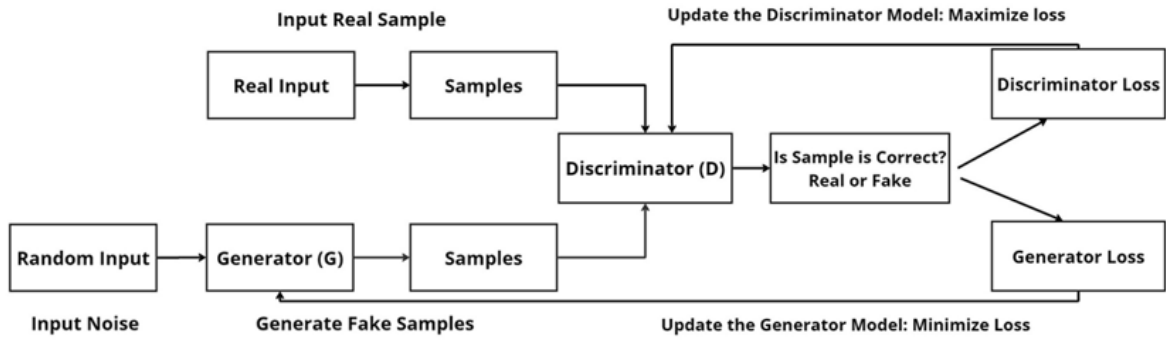 Input Real Sample
Update the Discriminator Model: Maximize loss
Real Input
Samples
Discriminator Loss
Discriminator (D)
Is Sample is Correct?
Real or Fake
Random Input
Generator (G)
Samples
Generator Loss
Input Noise
Generate Fake Samples
Update the Generator Model: Minimize Loss